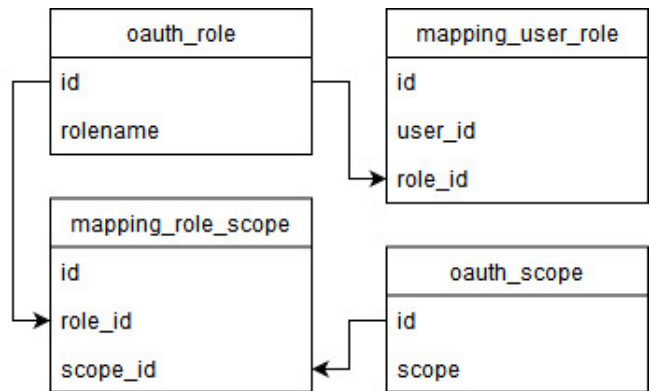 oauth_role
id
rolename
mapping_user_role
id
user_id
role_id
mapping_role_scope
id
role_id
scope_id
oauth_scope
id
scope